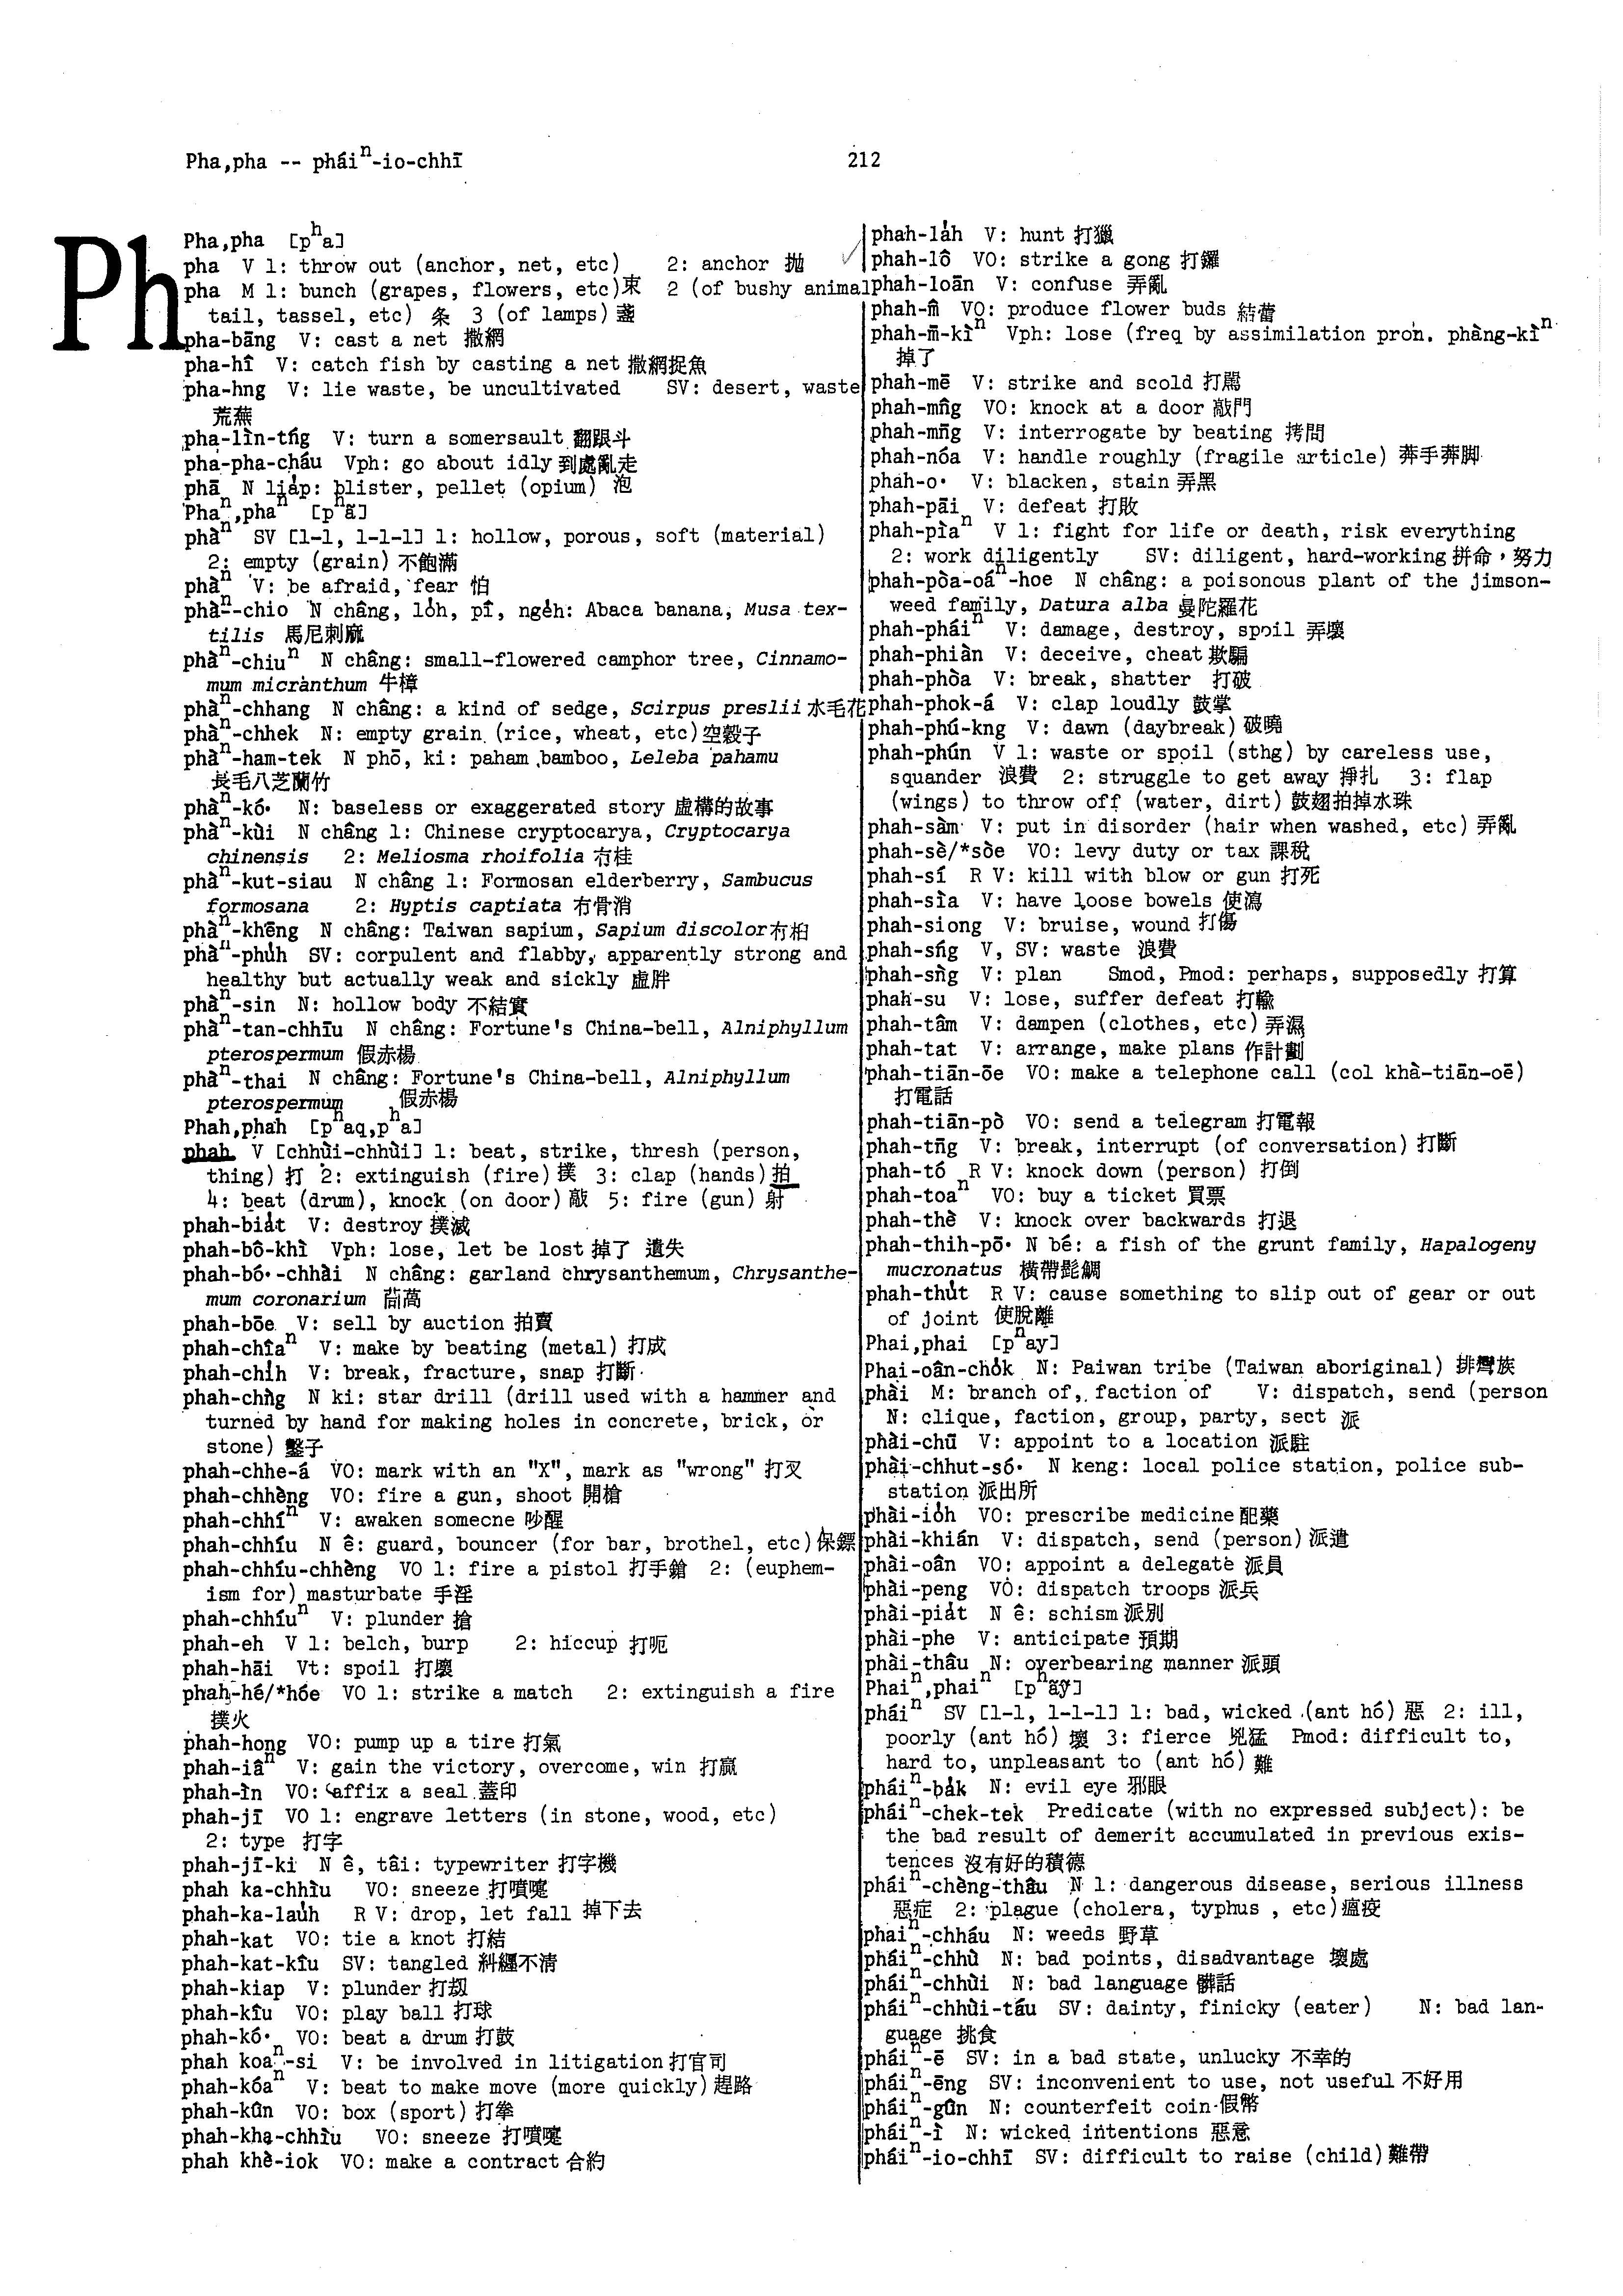 Pha,pha -- pháiⁿ-io-chhī
212
Ph
Pha,pha [pʰa]
pha V 1: throw out (anchor, net, etc) 2: anchor 拋
pha M 1: bunch (grapes, flowers, etc)束 2 (of bushy animal
tail, tassel, etc) 条 3 (of lamps) 盞
pha-bāng V: cast a net 撒網
pha-hî V: catch fish by casting a net 撒網捉魚
pha-hng V: lie waste, be uncultivated SV: desert, waste
荒蕪
pha-lìn-tńg V: turn a somersault 翻跟斗
pha-pha-cháu Vph: go about idly 到處亂走
phā N lia̍p: blister, pellet (opium) 泡
Phaⁿ,phaⁿ [pʰã]
phàⁿ SV [1-1, 1-1-1] 1: hollow, porous, soft (material)
2: empty (grain) 不飽滿
phàⁿ V: be afraid, fear 怕
phàⁿ-chio N châng, lo̍h, pî, nge̍h: Abaca banana, Musa tex-
tilis 馬尼刺麻
phàⁿ-chiuⁿ N châng: small-flowered camphor tree, Cinnamo-
mum micranthum 牛樟
phàⁿ-chhang N châng: a kind of sedge, Scirpus preslii 水毛花
phàⁿ-chhek N: empty grain (rice, wheat, etc) 空穀子
phàⁿ-ham-tek N phō, ki: paham bamboo, Leleba pahamu
長毛八芝蘭竹
phàⁿ-kó͘ N: baseless or exaggerated story 虛構的故事
phàⁿ-kùi N châng 1: Chinese cryptocarya, Cryptocarya
chinensis 2: Meliosma rhoifolia 冇桂
phàⁿ-kut-siau N châng 1: Formosan elderberry, Sambucus
formosana 2: Hyptis captiata 冇骨消
phàⁿ-khēng N châng: Taiwan sapium, Sapium discolor 冇桕
phàⁿ-phu̍h SV: corpulent and flabby, apparently strong and
healthy but actually weak and sickly 虛胖
phàⁿ-sin N: hollow body 不結實
phàⁿ-tan-chhīu N châng: Fortune's China-bell, Alniphyllum
pterospermum 假赤楊
phàⁿ-thai N châng: Fortune's China-bell, Alniphyllum
pterospermum 假赤楊
Phah,phah [pʰaq,pʰa]
phah V [chhùi-chhùi] 1: beat, strike, thresh (person,
thing) 打 2: extinguish (fire) 撲 3: clap (hands) 拍
4: beat (drum), knock (on door) 敲 5: fire (gun) 射
phah-bia̍t V: destroy 撲滅
phah-bô-khì Vph: lose, let be lost 掉了 遺失
phah-bó͘-chhài N châng: garland chrysanthemum, Chrysanthe-
mum coronarium 茼萵
phah-bōe V: sell by auction 拍賣
phah-chîaⁿ V: make by beating (metal) 打成
phah-chi̍h V: break, fracture, snap 打斷
phah-chǹg N ki: star drill (drill used with a hammer and
turned by hand for making holes in concrete, brick, or
stone) 鑿子
phah-chhe-á VO: mark with an "X", mark as "wrong" 打叉
phah-chhèng VO: fire a gun, shoot 開槍
phah-chhíⁿ V: awaken someone 吵醒
phah-chhíu N ê: guard, bouncer (for bar, brothel, etc) 保鏢
phah-chhíu-chhèng VO 1: fire a pistol 打手鎗 2: (euphem-
ism for) masturbate 手淫
phah-chhíuⁿ V: plunder 搶
phah-eh V 1: belch, burp 2: hiccup 打呃
phah-hāi Vt: spoil 打壞
phah-hé/*hóe VO 1: strike a match 2: extinguish a fire
撲火
phah-hong VO: pump up a tire 打氣
phah-iâⁿ V: gain the victory, overcome, win 打贏
phah-ìn VO: affix a seal 蓋印
phah-jī VO 1: engrave letters (in stone, wood, etc)
2: type 打字
phah-jī-ki N ê, tâi: typewriter 打字機
phah ka-chhìu VO: sneeze 打噴嚏
phah-ka-la̍uh R V: drop, let fall 掉下去
phah-kat VO: tie a knot 打結
phah-kat-kîu SV: tangled 糾纏不清
phah-kiap V: plunder 打刼
phah-kîu VO: play ball 打球
phah-kó͘ VO: beat a drum 打鼓
phah koaⁿ-si V: be involved in litigation 打官司
phah-kóaⁿ V: beat to make move (more quickly) 趕路
phah-kûn VO: box (sport) 打拳
phah-kha-chhìu VO: sneeze 打噴嚏
phah khè-iok VO: make a contract 合約
phah-la̍h V: hunt 打獵
phah-lô VO: strike a gong 打鑼
phah-loān V: confuse 弄亂
phah-m̂ VO: produce flower buds 結蕾
phah-m̄-kìⁿ Vph: lose (freq by assimilation pron. phàng-kìⁿ
掉了
phah-mē V: strike and scold 打罵
phah-mn̂g VO: knock at a door 敲門
phah-mn̄g V: interrogate by beating 拷問
phah-nóa V: handle roughly (fragile article) 莽手莽脚
phah-o͘ V: blacken, stain 弄黑
phah-pāi V: defeat 打敗
phah-pìaⁿ V 1: fight for life or death, risk everything
2: work diligently SV: diligent, hard-working 拼命，努力
phah-pòa-oáⁿ-hoe N châng: a poisonous plant of the jimson-
weed family, Datura alba 曼陀羅花
phah-pháiⁿ V: damage, destroy, spoil 弄壞
phah-phiàn V: deceive, cheat 欺騙
phah-phòa V: break, shatter 打破
phah-phok-á V: clap loudly 鼓掌
phah-phú-kng V: dawn (daybreak) 破曉
phah-phún V 1: waste or spoil (sthg) by careless use,
squander 浪費 2: struggle to get away 掙扎 3: flap
(wings) to throw off (water, dirt) 鼓翅拍掉水珠
phah-sàm V: put in disorder (hair when washed, etc) 弄亂
phah-sè/*sòe VO: levy duty or tax 課稅
phah-sí R V: kill with blow or gun 打死
phah-sìa V: have loose bowels 使瀉
phah-siong V: bruise, wound 打傷
phah-sńg V, SV: waste 浪費
phah-sǹg V: plan Smod, Pmod: perhaps, supposedly 打算
phah-su V: lose, suffer defeat 打輸
phah-tâm V: dampen (clothes, etc) 弄濕
phah-tat V: arrange, make plans 作計劃
phah-tiān-ōe VO: make a telephone call (col khà-tiān-oē)
打電話
phah-tiān-pò VO: send a telegram 打電報
phah-tn̄g V: break, interrupt (of conversation) 打斷
phah-tó R V: knock down (person) 打倒
phah-toaⁿ VO: buy a ticket 買票
phah-thè V: knock over backwards 打退
phah-thih-pō͘ N bé: a fish of the grunt family, Hapalogeny
mucronatus 橫帶髭鯛
phah-thu̍t R V: cause something to slip out of gear or out
of joint 使脫離
Phai,phai [pʰay]
Phai-oân-cho̍k N: Paiwan tribe (Taiwan aboriginal) 排灣族
phài M: branch of, faction of V: dispatch, send (person
N: clique, faction, group, party, sect 派
phài-chū V: appoint to a location 派駐
phài-chhut-só͘ N keng: local police station, police sub-
station 派出所
phài-io̍h VO: prescribe medicine 配藥
phài-khián V: dispatch, send (person) 派遣
phài-oân VO: appoint a delegate 派員
phài-peng VO: dispatch troops 派兵
phài-pia̍t N ê: schism 派別
phài-phe V: anticipate 預期
phài-thâu N: overbearing manner 派頭
Phaiⁿ,phaiⁿ [pʰãỹ]
pháiⁿ SV [1-1, 1-1-1] 1: bad, wicked (ant hó) 惡 2: ill,
poorly (ant hó) 壞 3: fierce 兇猛 Pmod: difficult to,
hard to, unpleasant to (ant hó) 難
pháiⁿ-ba̍k N: evil eye 邪眼
pháiⁿ-chek-tek Predicate (with no expressed subject): be
the bad result of demerit accumulated in previous exis-
tences 沒有好的積德
pháiⁿ-chèng-thâu N 1: dangerous disease, serious illness
惡症 2: plague (cholera, typhus , etc) 瘟疫
phaiⁿ-chháu N: weeds 野草
pháiⁿ-chhù N: bad points, disadvantage 壞處
pháiⁿ-chhùi N: bad language 髒話
pháiⁿ-chhùi-táu SV: dainty, finicky (eater) N: bad lan-
guage 挑食
pháiⁿ-ē SV: in a bad state, unlucky 不幸的
pháiⁿ-ēng SV: inconvenient to use, not useful 不好用
pháiⁿ-gûn N: counterfeit coin 假幣
pháiⁿ-ì N: wicked intentions 惡意
pháiⁿ-io-chhī SV: difficult to raise (child) 難帶